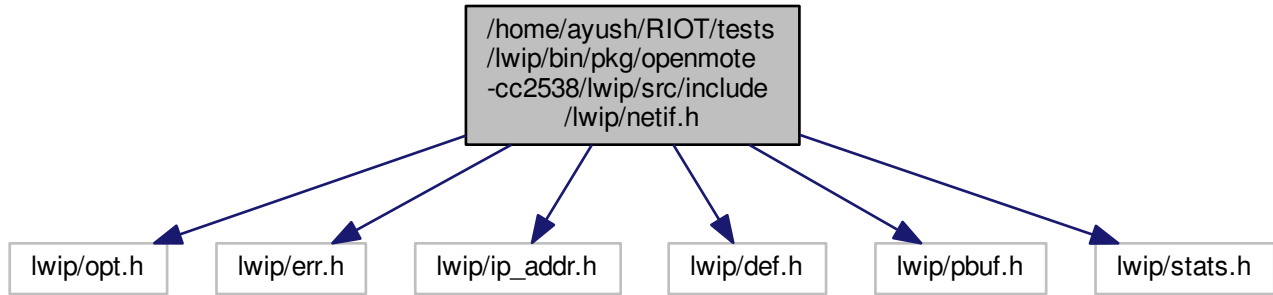 /home/ayush/RIOT/tests
/lwip/bin/pkg/openmote
-cc2538/lwip/src/include
/lwip/netif.h
lwip/opt.h
lwip/err.h
lwip/ip_addr.h
lwip/def.h
lwip/pbuf.h
lwip/stats.h